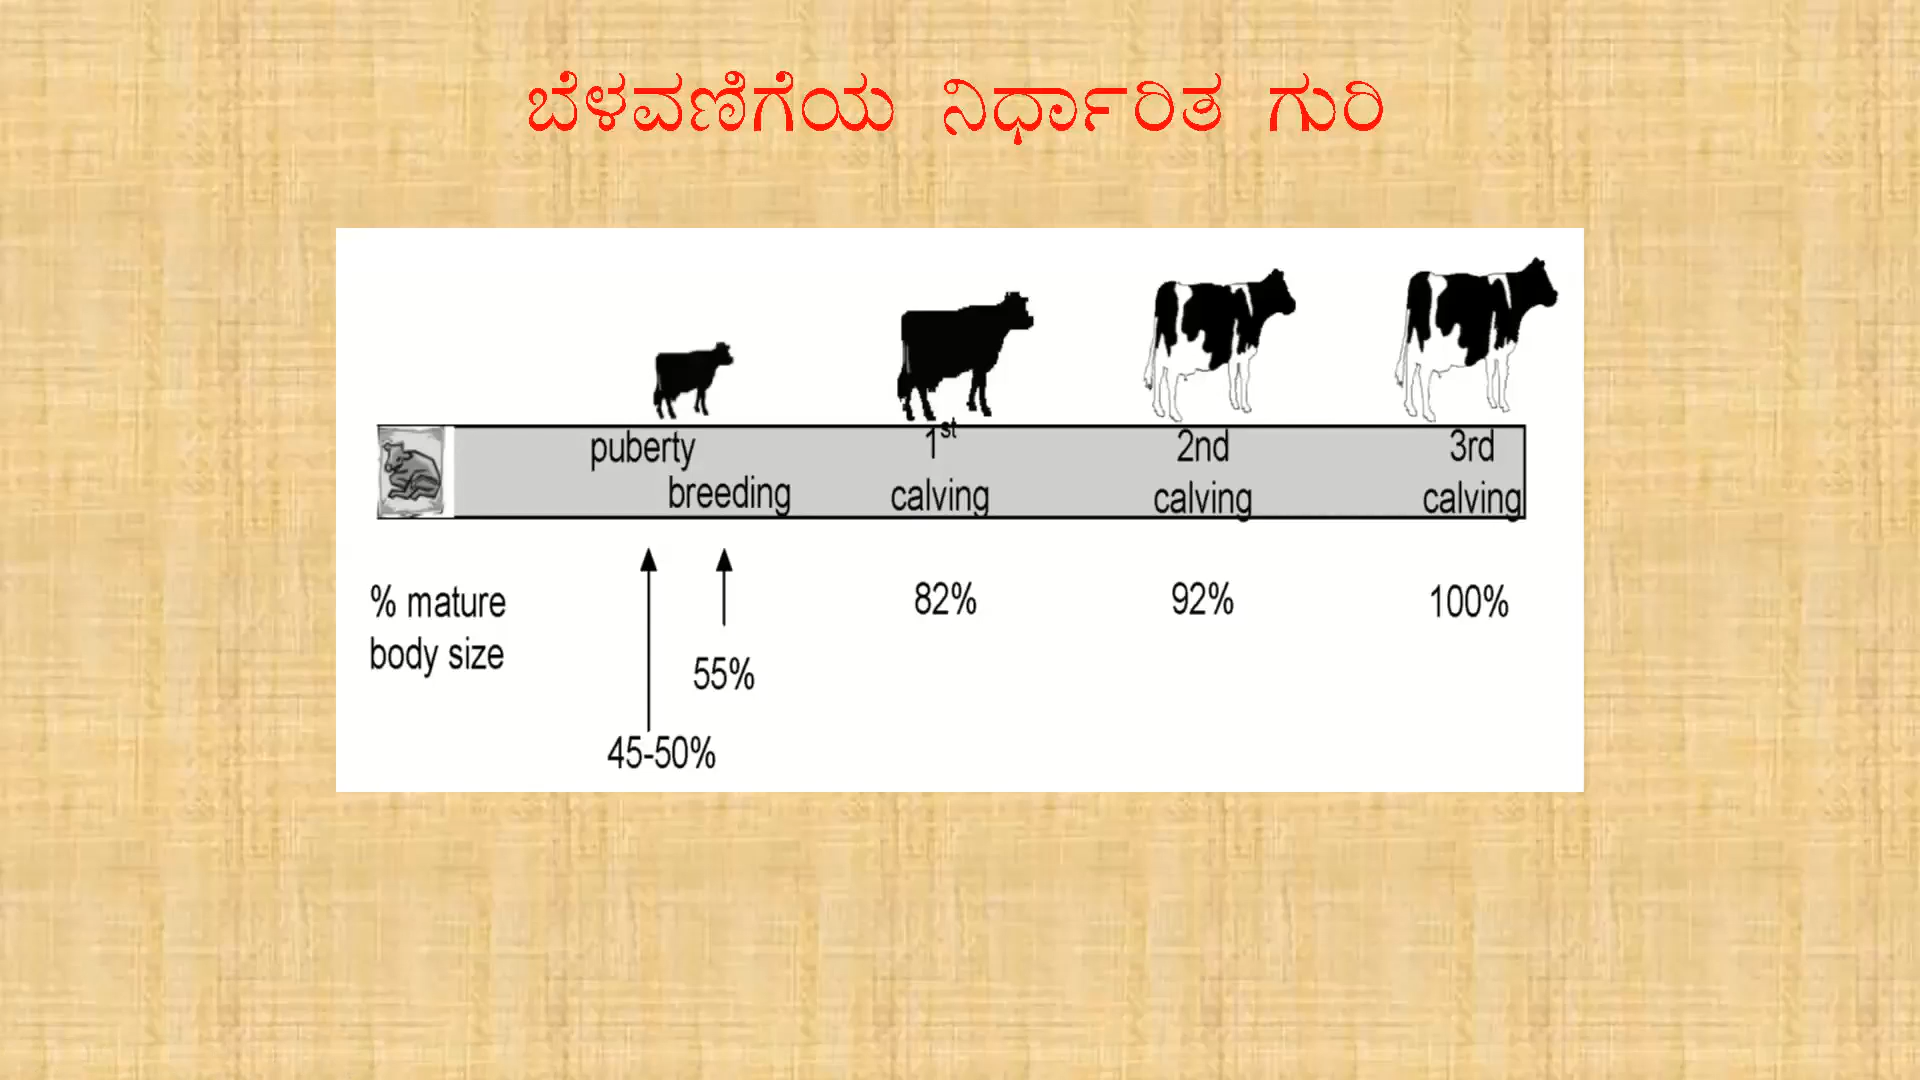 ಬೆಳವಣಿಗೆಯ ನಿರ್ಧಾರಿತ ಗುರಿ
puberty
breeding
1st
calving
2nd
calving
3rd
calving
% mature
body size
82%
92%
100%
55%
45-50%